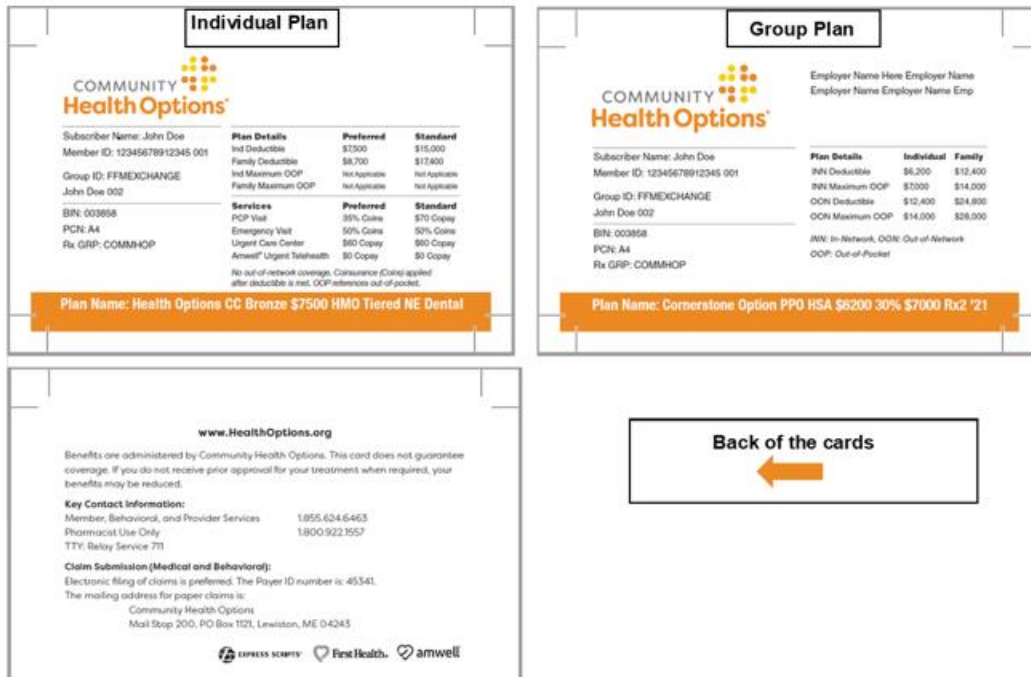 Individual Plan
COMMUNITY
Health Options
Subscriber Name: John Doe
Member ID: 12345678912345 001
Group ID: FFMEXCHANGE
John Doe 002
BIN: 003858
PCN: A4
Rx GRP: COMMHOP
Plan Details Preferred Standard
Ind Deductible $7,500 $15,000
Family Deductible $8,700 $17,400
Ind Maximum OOP Not Applicable Not Applicable
Family Maximum OOP Not Applicable Not Applicable
Services Preferred Standard
PCP Visit 35% Coins $70 Copay
Emergency Visit 50% Coins 50% Coins
Urgent Care Center $60 Copay $60 Copay
Amwell® Urgent Telehealth $0 Copay $0 Copay
No out-of-network coverage. Coinsurance (Coins) applied
after deductible is met. OOP references out-of-pocket.
Plan Name: Health Options CC Bronze $7500 HMO Tiered NE Dental
Group Plan
COMMUNITY
Health Options
Employer Name Here Employer Name
Employer Name Employer Name Emp
Subscriber Name: John Doe
Member ID: 12345678912345 001
Group ID: FFMEXCHANGE
John Doe 002
BIN: 003858
PCN: A4
Rx GRP: COMMHOP
Plan Details Individual Family
INN Deductible $6,200 $12,400
INN Maximum OOP $7,000 $14,000
OON Deductible $12,400 $24,800
OON Maximum OOP $14,000 $28,000
INN: In-Network, OON: Out-of-Network
OOP: Out-of-Pocket
Plan Name: Cornerstone Option PPO HSA $6200 30% $7000 Rx2 '21
www.HealthOptions.org
Benefits are administered by Community Health Options. This card does not guarantee
coverage. If you do not receive prior approval for your treatment when required, your
benefits may be reduced.
Key Contact Information:
Member, Behavioral, and Provider Services 1.855.624.6463
Pharmacist Use Only 1.800.922.1557
TTY: Relay Service 711
Claim Submission (Medical and Behavioral):
Electronic filing of claims is preferred. The Payer ID number is: 45341.
The mailing address for paper claims is:
Community Health Options
Mail Stop 200, PO Box 1121, Lewiston, ME 04243
EXPRESS SCRIPTS First Health. amwell
Back of the cards